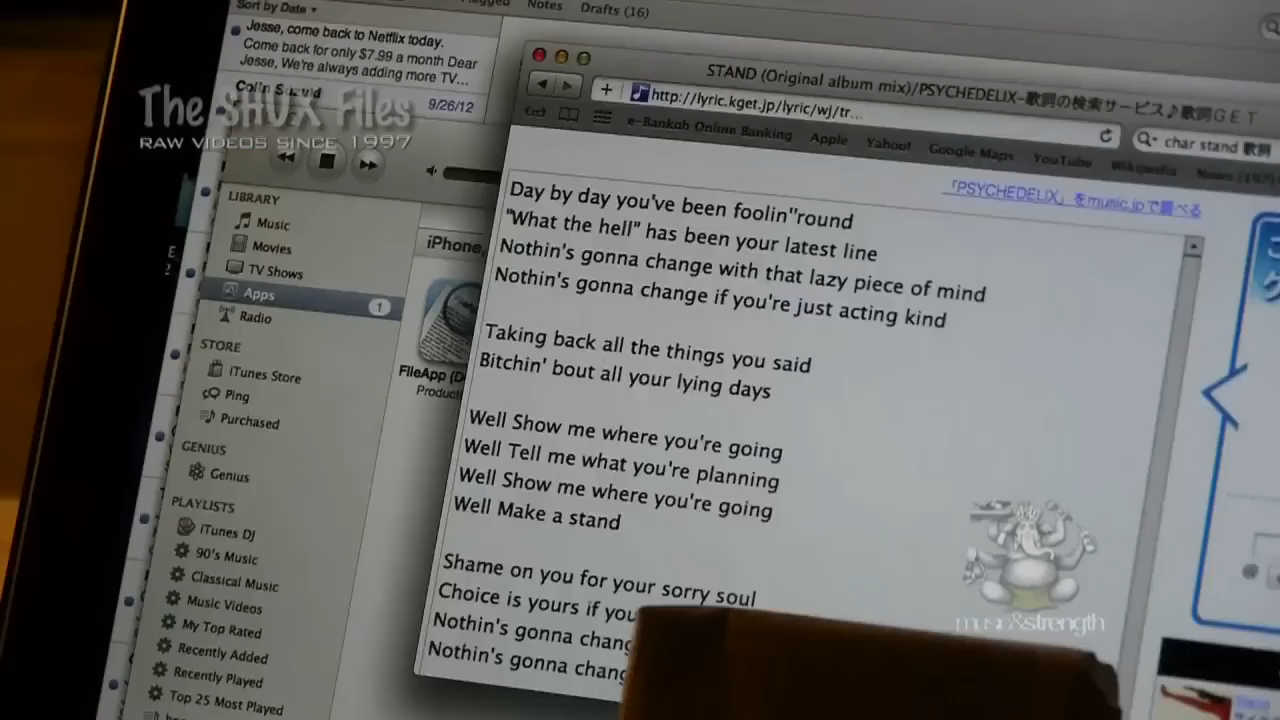 Sort by Date ▾
Notes
Drafts (16)
Jesse, come back to Netflix today.
Come back for only $7.99 a month Dear
Jesse, We're always adding more TV...
9/26/12
The SHUX Files
RAW VIDEOS SINCE 1997
STAND (Original album mix)/PSYCHEDELIX-歌詞の検索サービス♪歌詞GET
http://lyric.kget.jp/lyric/wj/tr...
char stand 歌詞
Online Banking
Apple
Yahoo!
Google Maps
YouTube
Wikipedia
「PSYCHEDELIX」をmusic.jpで調べる
LIBRARY
Music
Movies
TV Shows
Apps 1
Radio
STORE
iTunes Store
Ping
Purchased
GENIUS
Genius
PLAYLISTS
iTunes DJ
90's Music
Classical Music
Music Videos
My Top Rated
Recently Added
Recently Played
Top 25 Most Played
iPhone,
FileApp
Day by day you've been foolin''round
"What the hell" has been your latest line
Nothin's gonna change with that lazy piece of mind
Nothin's gonna change if you're just acting kind
Taking back all the things you said
Bitchin' bout all your lying days
Well Show me where you're going
Well Tell me what you're planning
Well Show me where you're going
Well Make a stand
Shame on you for your sorry soul
Choice is yours if you
Nothin's gonna chang
Nothin's gonna chang
music&strength